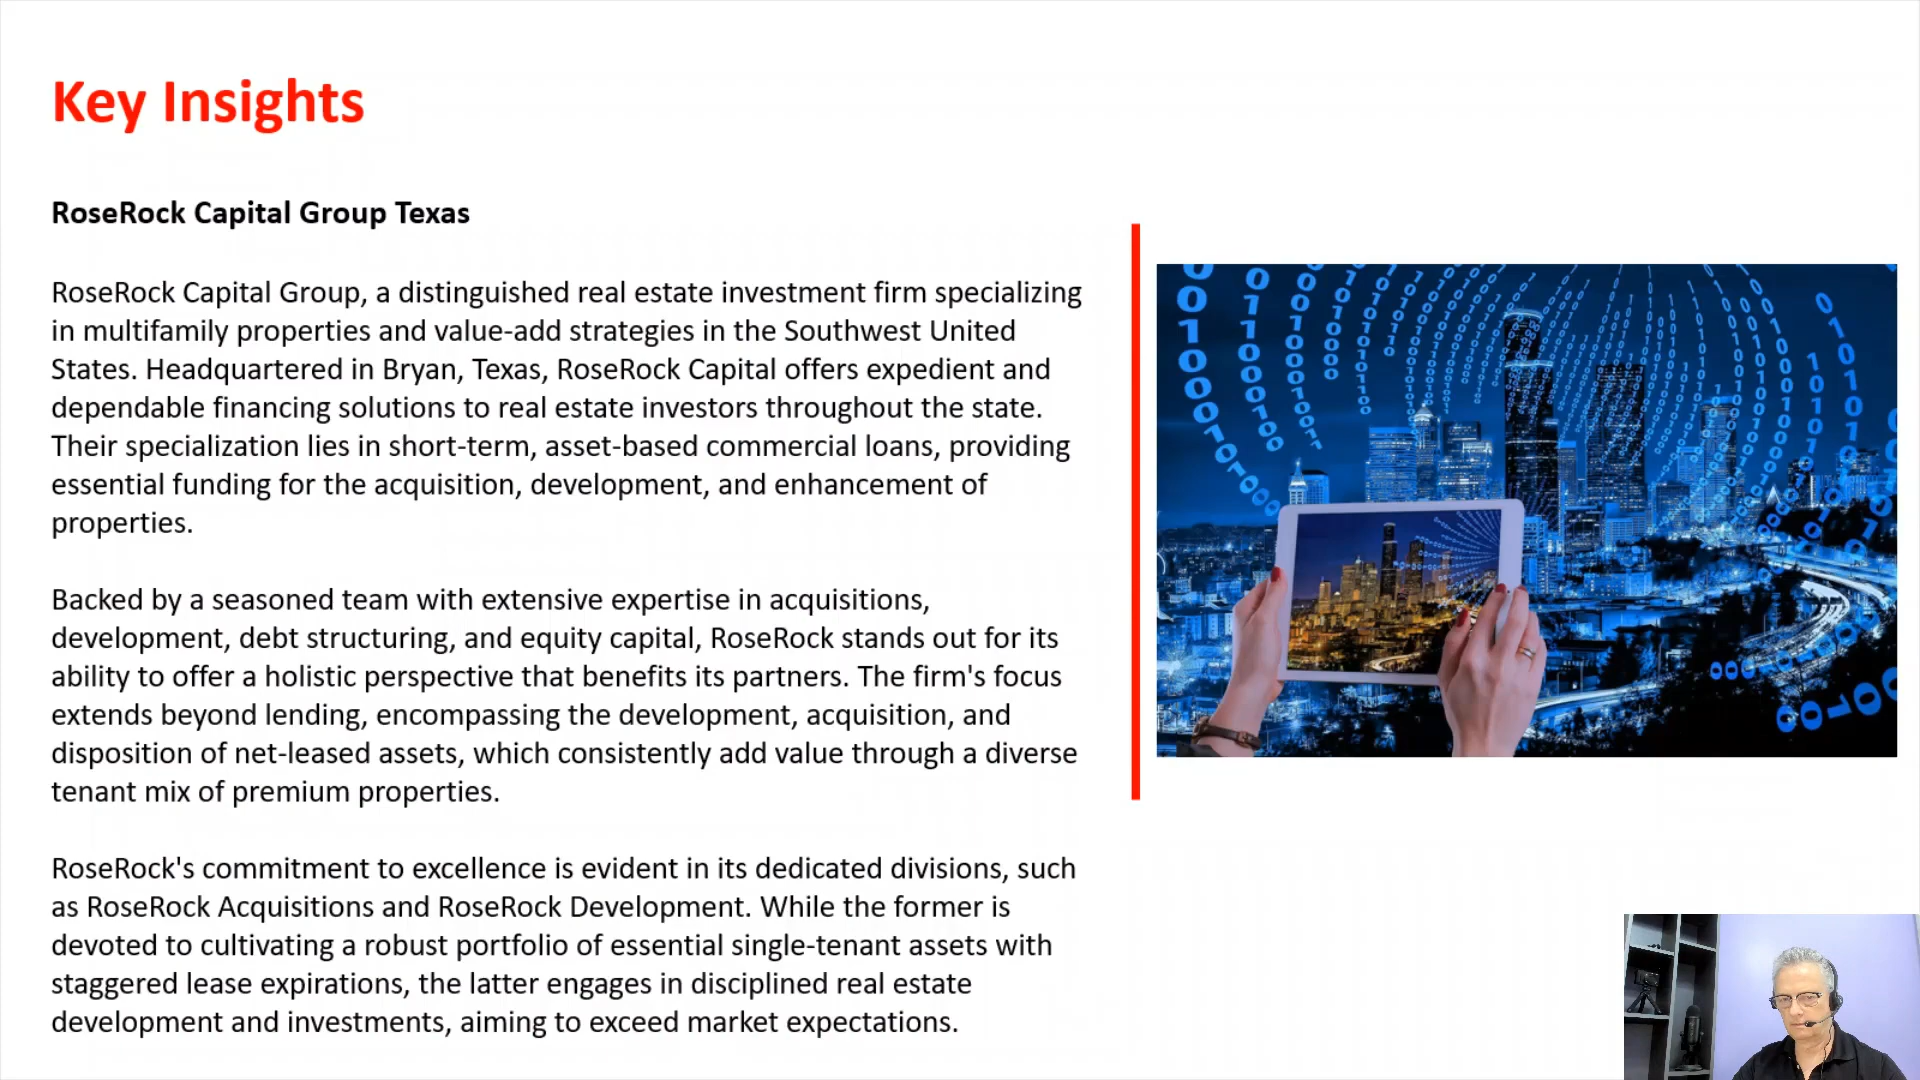 Key Insights
RoseRock Capital Group Texas
RoseRock Capital Group, a distinguished real estate investment firm specializing
in multifamily properties and value-add strategies in the Southwest United
States. Headquartered in Bryan, Texas, RoseRock Capital offers expedient and
dependable financing solutions to real estate investors throughout the state.
Their specialization lies in short-term, asset-based commercial loans, providing
essential funding for the acquisition, development, and enhancement of
properties.
Backed by a seasoned team with extensive expertise in acquisitions,
development, debt structuring, and equity capital, RoseRock stands out for its
ability to offer a holistic perspective that benefits its partners. The firm's focus
extends beyond lending, encompassing the development, acquisition, and
disposition of net-leased assets, which consistently add value through a diverse
tenant mix of premium properties.
RoseRock's commitment to excellence is evident in its dedicated divisions, such
as RoseRock Acquisitions and RoseRock Development. While the former is
devoted to cultivating a robust portfolio of essential single-tenant assets with
staggered lease expirations, the latter engages in disciplined real estate
development and investments, aiming to exceed market expectations.